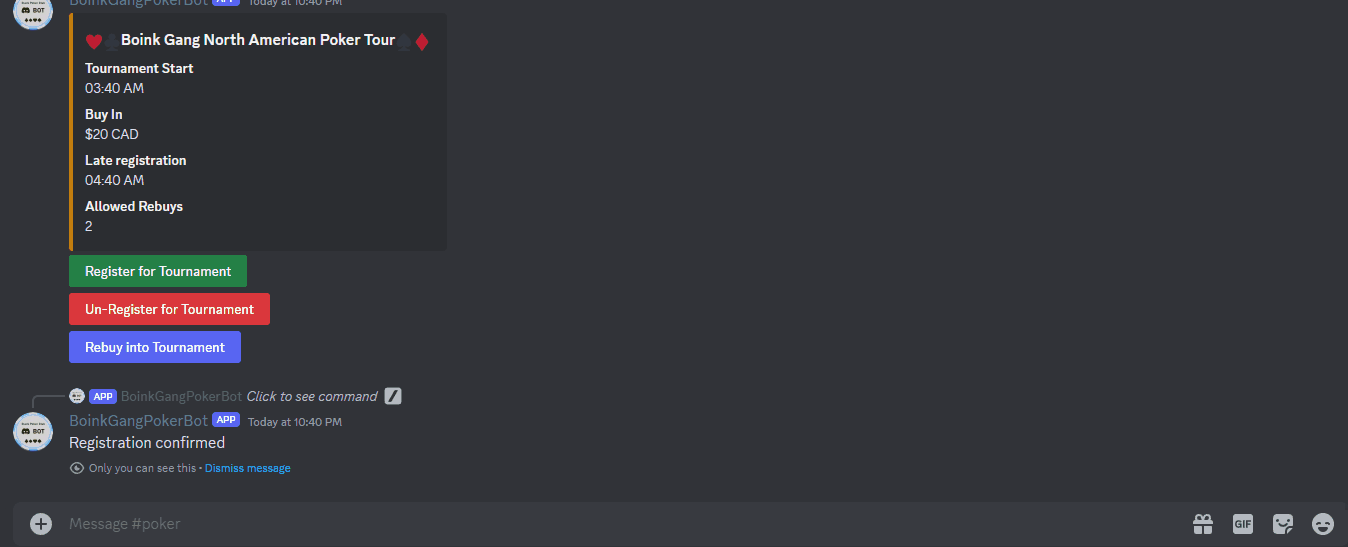 BoinkGangPokerBot APP Today at 10:40 PM
Boink Gang North American Poker Tour
Tournament Start
03:40 AM
Buy In
$20 CAD
Late registration
04:40 AM
Allowed Rebuys
2
Register for Tournament
Un-Register for Tournament
Rebuy into Tournament
APP BoinkGangPokerBot Click to see command
BoinkGangPokerBot APP Today at 10:40 PM
BOT
Registration confirmed
Only you can see this • Dismiss message
Message #poker
GIF